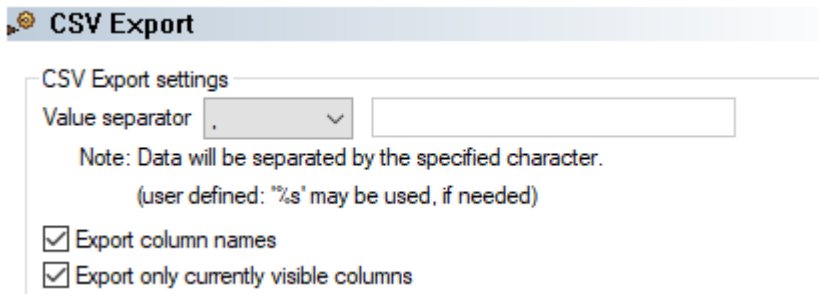 CSV Export
CSV Export settings
Value separator ,
Note: Data will be separated by the specified character.
(user defined: '%s' may be used, if needed)
Export column names
Export only currently visible columns